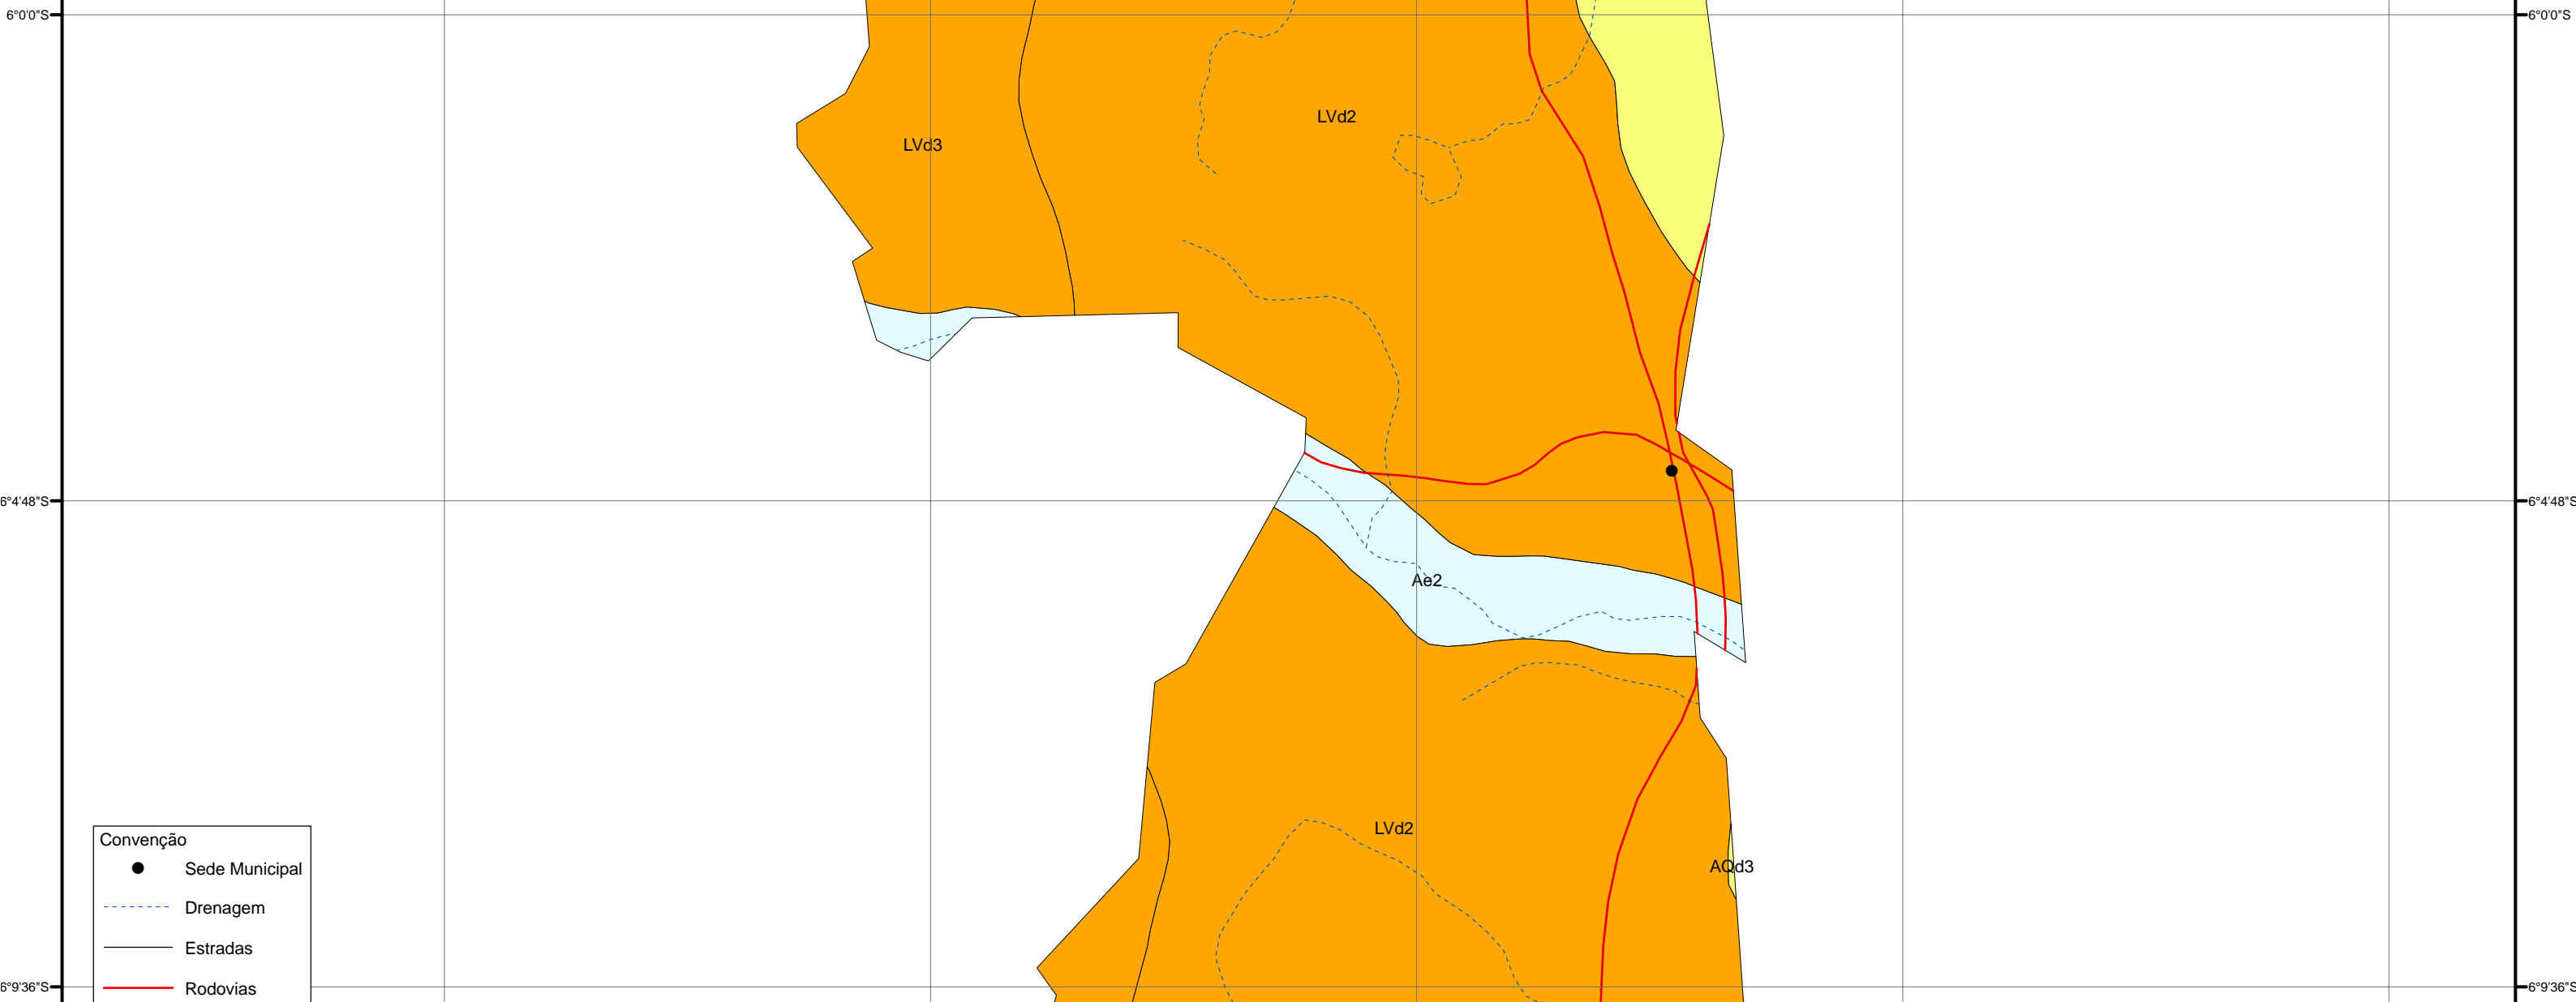 6°0'0"S
6°0'0"S
LVd2
LVd3
6°4'48"S
6°4'48"S
Ae2
LVd2
Convenção
AQd3
Sede Municipal
Drenagem
Estradas
6°9'36"S
Rodovias
6°9'36"S